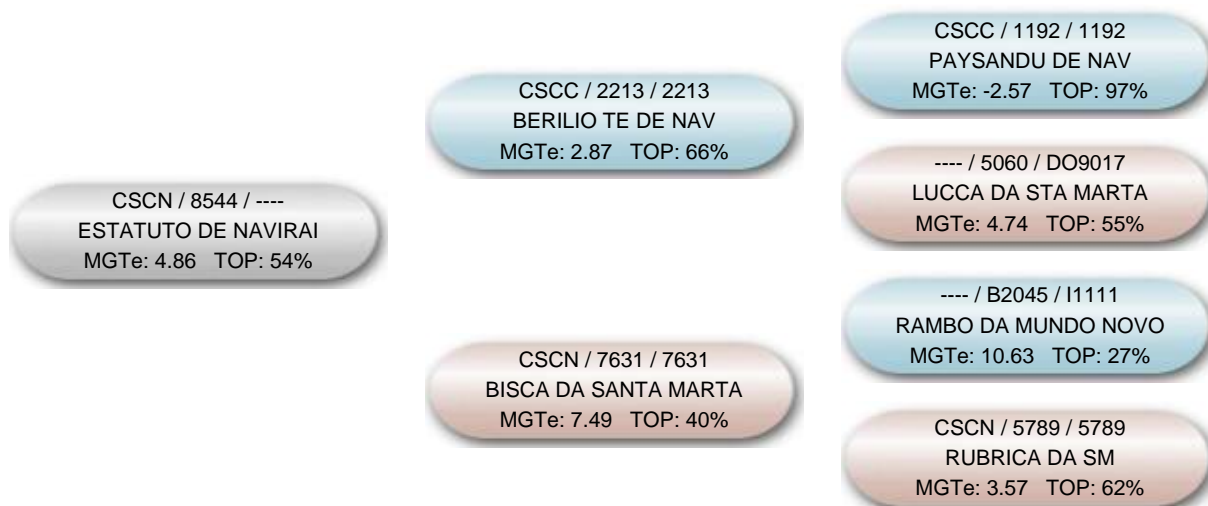 CSCN / 8544 / ----
ESTATUTO DE NAVIRAI
MGTe: 4.86 TOP: 54%
CSCC / 2213 / 2213
BERILIO TE DE NAV
MGTe: 2.87 TOP: 66%
CSCN / 7631 / 7631
BISCA DA SANTA MARTA
MGTe: 7.49 TOP: 40%
CSCC / 1192 / 1192
PAYSANDU DE NAV
MGTe: -2.57 TOP: 97%
---- / 5060 / DO9017
LUCCA DA STA MARTA
MGTe: 4.74 TOP: 55%
---- / B2045 / I1111
RAMBO DA MUNDO NOVO
MGTe: 10.63 TOP: 27%
CSCN / 5789 / 5789
RUBRICA DA SM
MGTe: 3.57 TOP: 62%